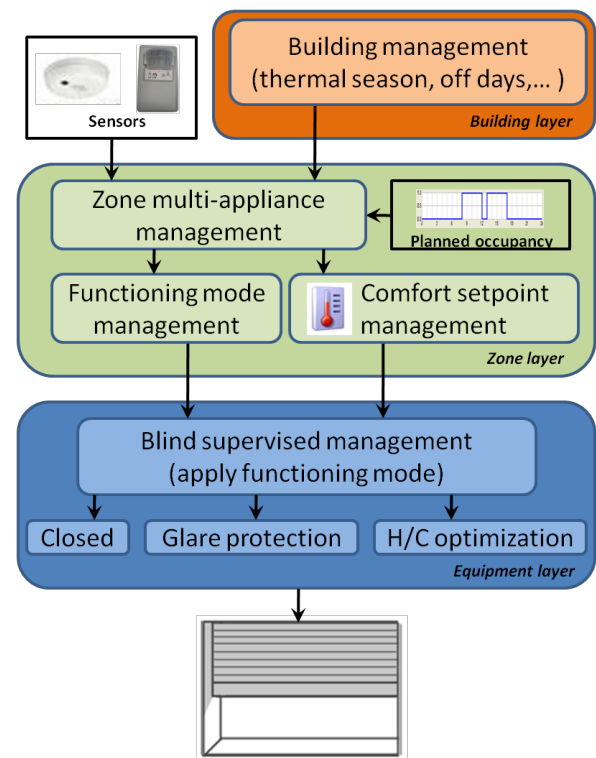 Building management
(thermal season, off days,... )
Building layer
Sensors
Zone multi-appliance
management
Planned occupancy
Functioning mode
management
Comfort setpoint
management
Zone layer
Blind supervised management
(apply functioning mode)
Closed
Glare protection
H/C optimization
Equipment layer